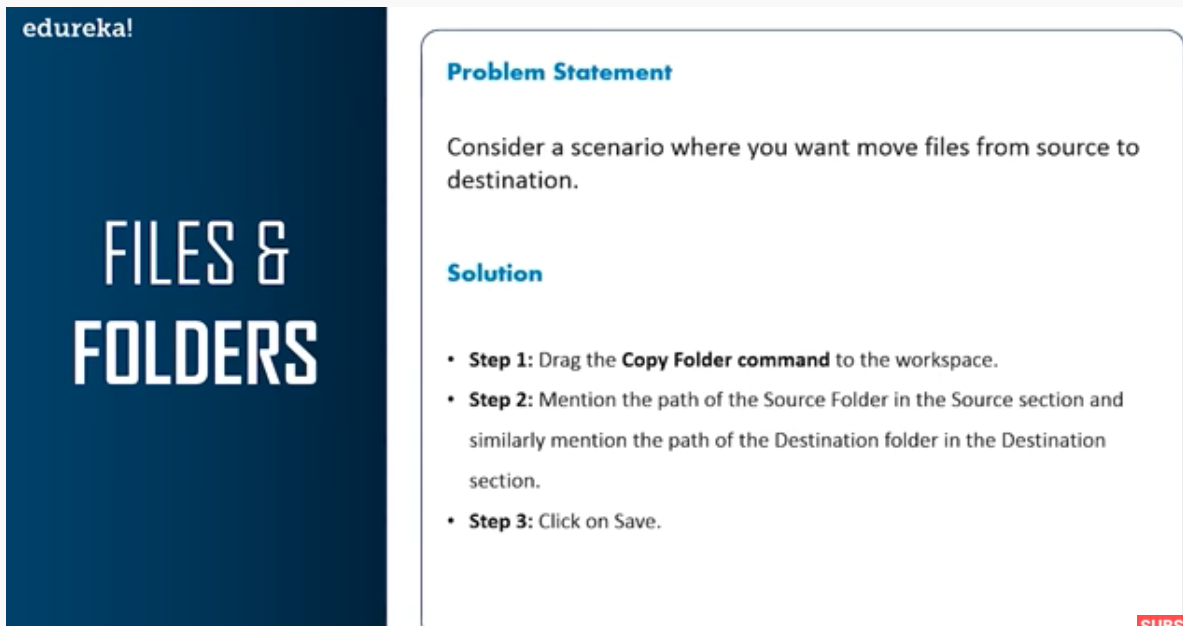 edureka!
FILES &
FOLDERS
Problem Statement
Consider a scenario where you want move files from source to
destination.
Solution
• Step 1: Drag the Copy Folder command to the workspace.
• Step 2: Mention the path of the Source Folder in the Source section and
similarly mention the path of the Destination folder in the Destination
section.
• Step 3: Click on Save.
SUBS